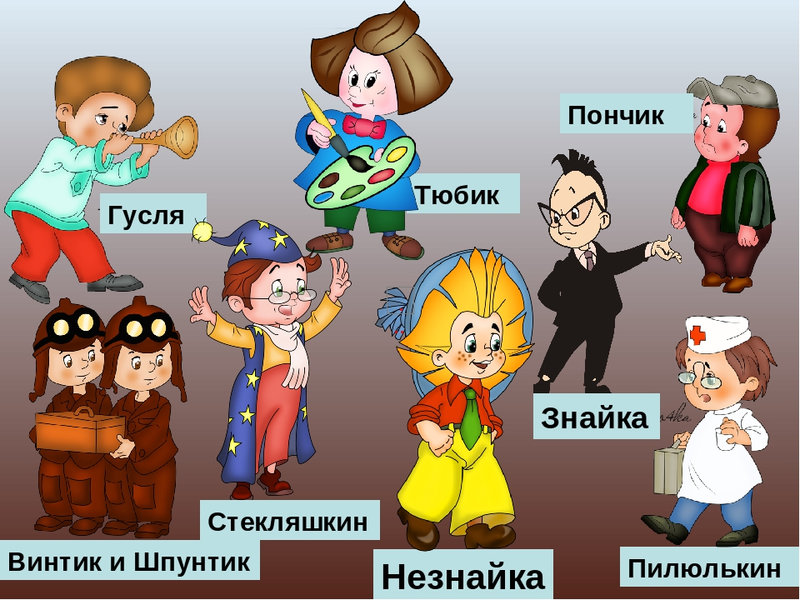 Пончик
Тюбик
Гусля
Знайка
Стекляшкин
Винтик и Шпунтик
Незнайка
Пилюлькин